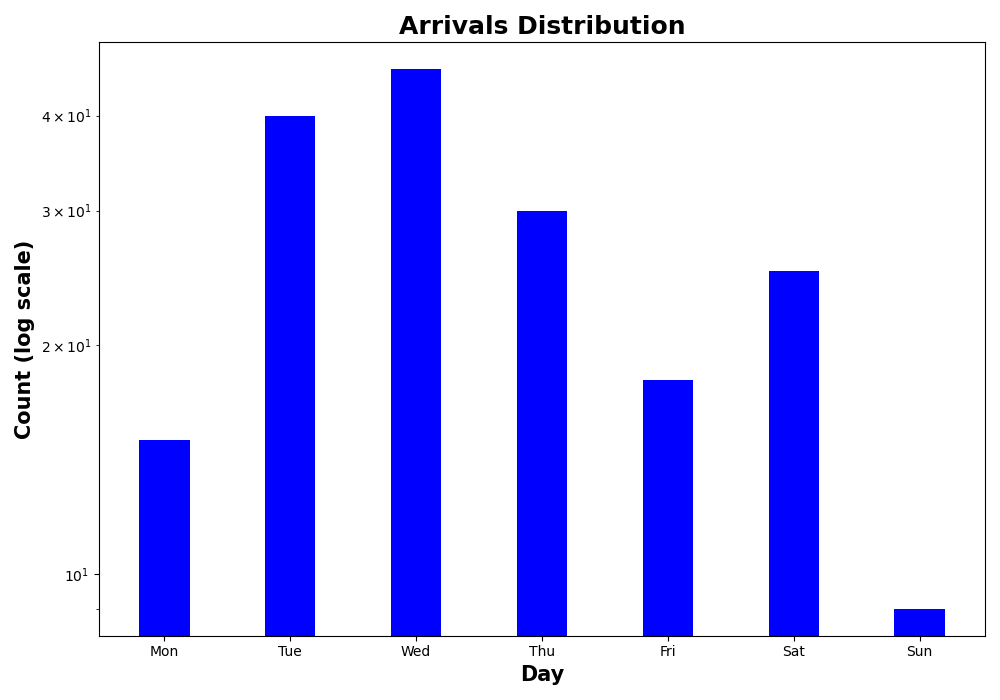 Arrivals Distribution
Count (log scale)
4 × 10¹
3 × 10¹
2 × 10¹
10¹
Mon Tue Wed Thu Fri Sat Sun
Day